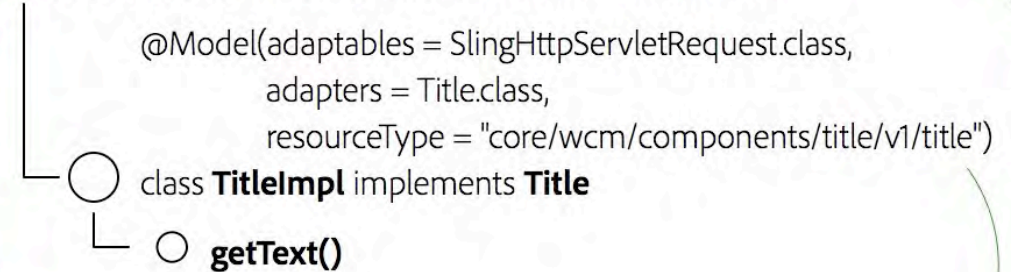 @Model(adaptables = SlingHttpServletRequest.class,
adapters = Title.class,
resourceType = "core/wcm/components/title/v1/title")
class TitleImpl implements Title
getText()